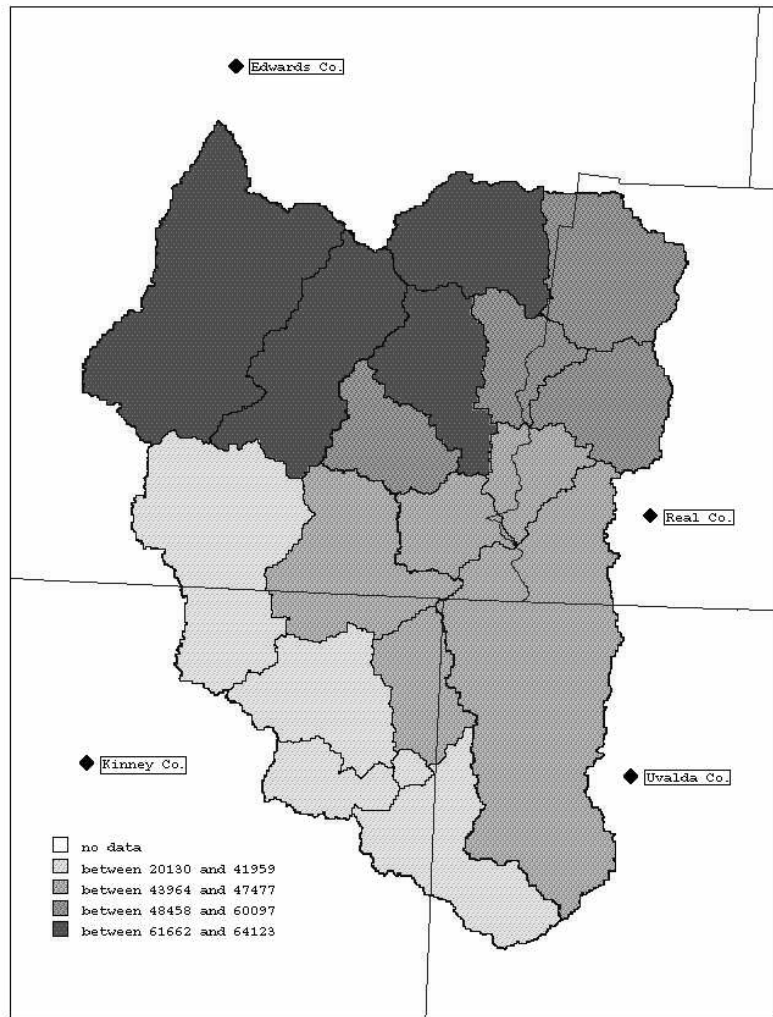 Edwards Co.
Real Co.
Kinney Co.
Uvalda Co.
no data
between 20130 and 41959
between 43964 and 47477
between 48458 and 60097
between 61662 and 64123